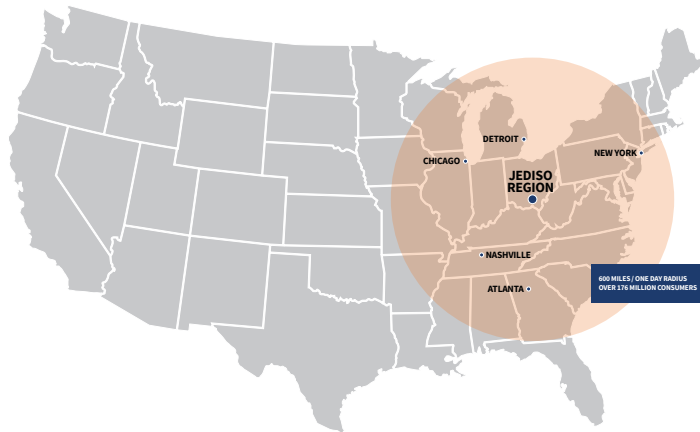 DETROIT
CHICAGO
NEW YORK
JEDISO
REGION
NASHVILLE
ATLANTA
600 MILES / ONE DAY RADIUS
OVER 176 MILLION CONSUMERS